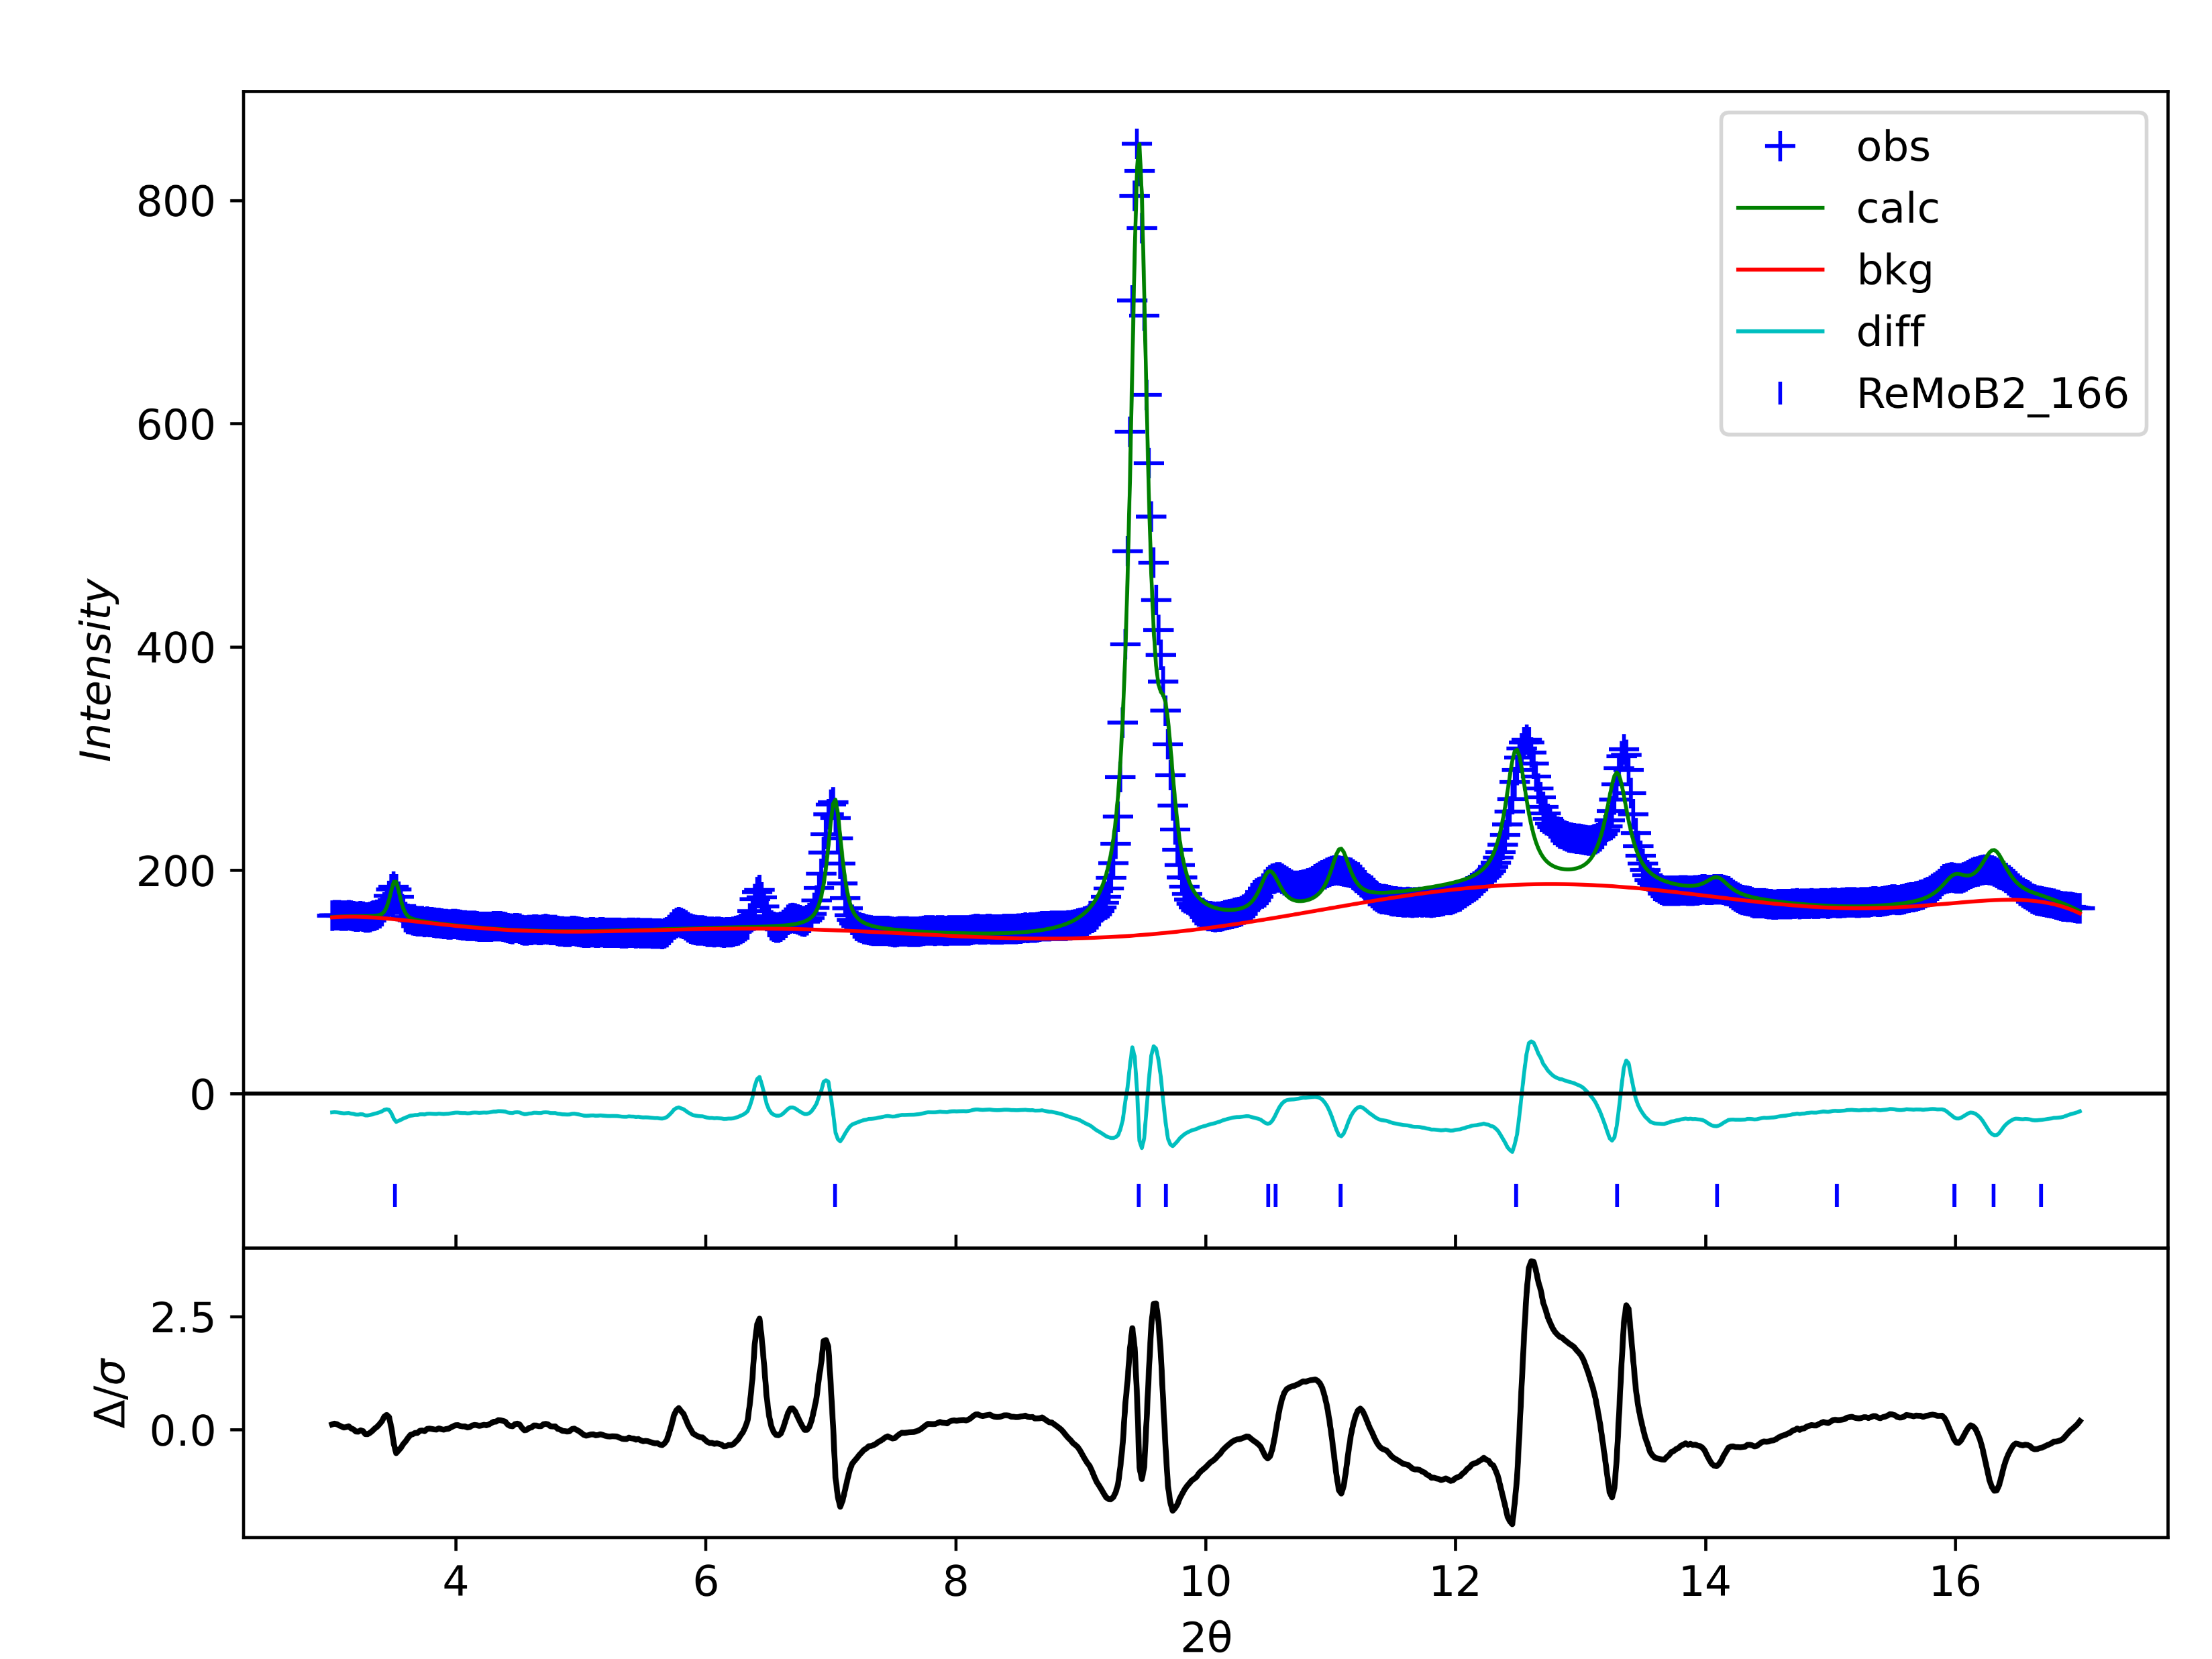 obs
calc
bkg
diff
ReMoB2_166
Intensity
800
600
400
200
0
Δ/σ
2.5
0.0
4 6 8 10 12 14 16
2θ